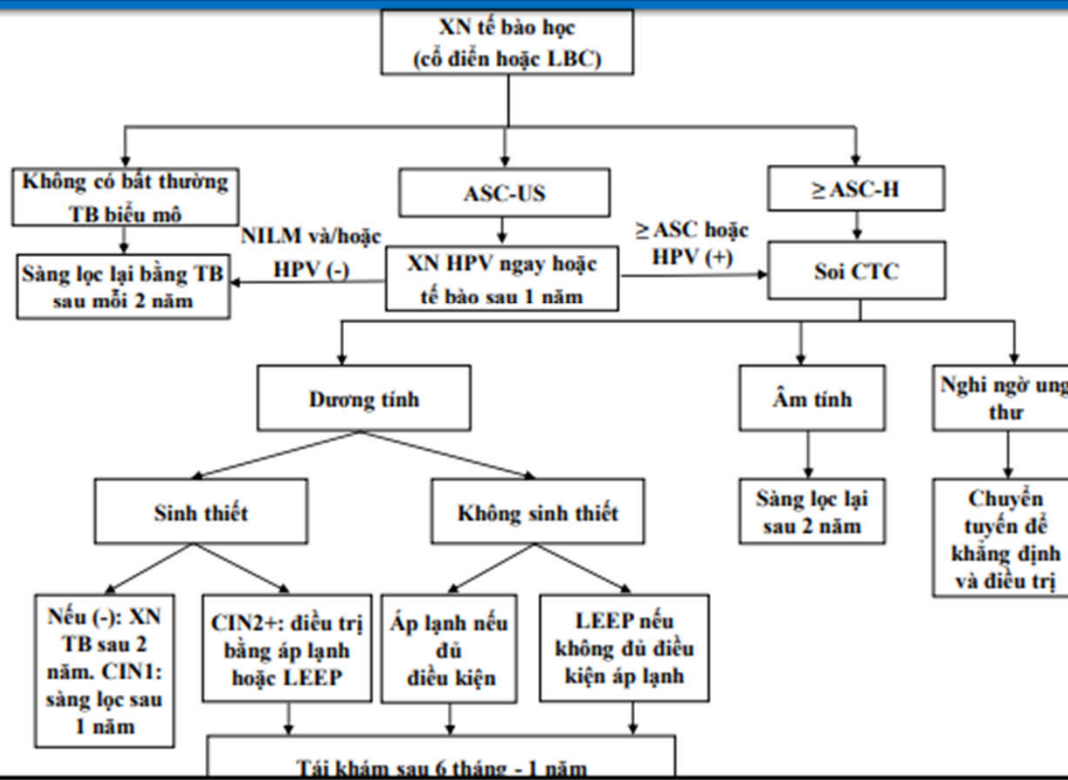 XN tế bào học
(cổ điển hoặc LBC)
Không có bất thường
TB biểu mô
ASC-US
≥ ASC-H
NILM và/hoặc
HPV (-)
≥ ASC hoặc
HPV (+)
Sàng lọc lại bằng TB
sau mỗi 2 năm
XN HPV ngay hoặc
tế bào sau 1 năm
Soi CTC
Dương tính
Âm tính
Nghi ngờ ung
thư
Sinh thiết
Không sinh thiết
Sàng lọc lại
sau 2 năm
Chuyển
tuyến để
khẳng định
và điều trị
Nếu (-): XN
TB sau 2
năm. CIN1:
sàng lọc sau
1 năm
CIN2+: điều trị
bằng áp lạnh
hoặc LEEP
Áp lạnh nếu
đủ
điều kiện
LEEP nếu
không đủ điều
kiện áp lạnh
Tái khám sau 6 tháng - 1 năm